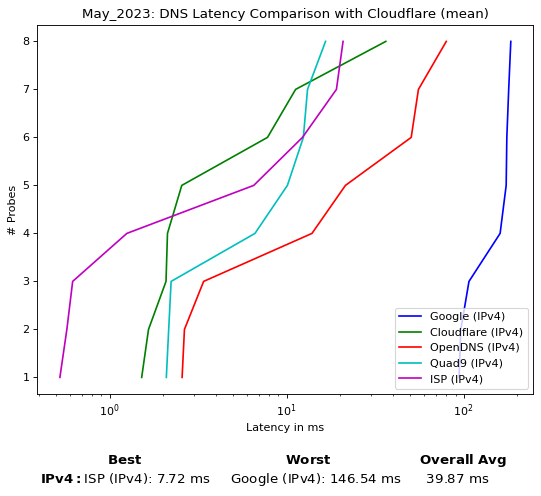 May_2023: DNS Latency Comparison with Cloudflare (mean)
8
7
6
5
4
3
2
1
# Probes
10⁰ 10¹ 10²
Latency in ms
Google (IPv4)
Cloudflare (IPv4)
OpenDNS (IPv4)
Quad9 (IPv4)
ISP (IPv4)
Best Worst Overall Avg
IPv4: ISP (IPv4): 7.72 ms Google (IPv4): 146.54 ms 39.87 ms